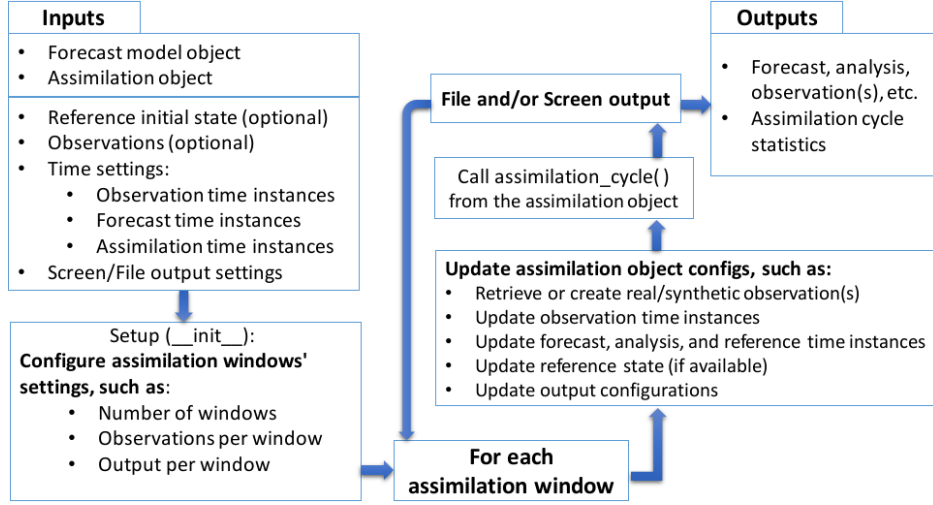 Inputs
• Forecast model object
• Assimilation object
• Reference initial state (optional)
• Observations (optional)
• Time settings:
• Observation time instances
• Forecast time instances
• Assimilation time instances
• Screen/File output settings
Setup (__init__):
Configure assimilation windows'
settings, such as:
• Number of windows
• Observations per window
• Output per window
For each
assimilation window
Update assimilation object configs, such as:
• Retrieve or create real/synthetic observation(s)
• Update observation time instances
• Update forecast, analysis, and reference time instances
• Update reference state (if available)
• Update output configurations
Call assimilation_cycle( )
from the assimilation object
File and/or Screen output
Outputs
• Forecast, analysis,
observation(s), etc.
• Assimilation cycle
statistics